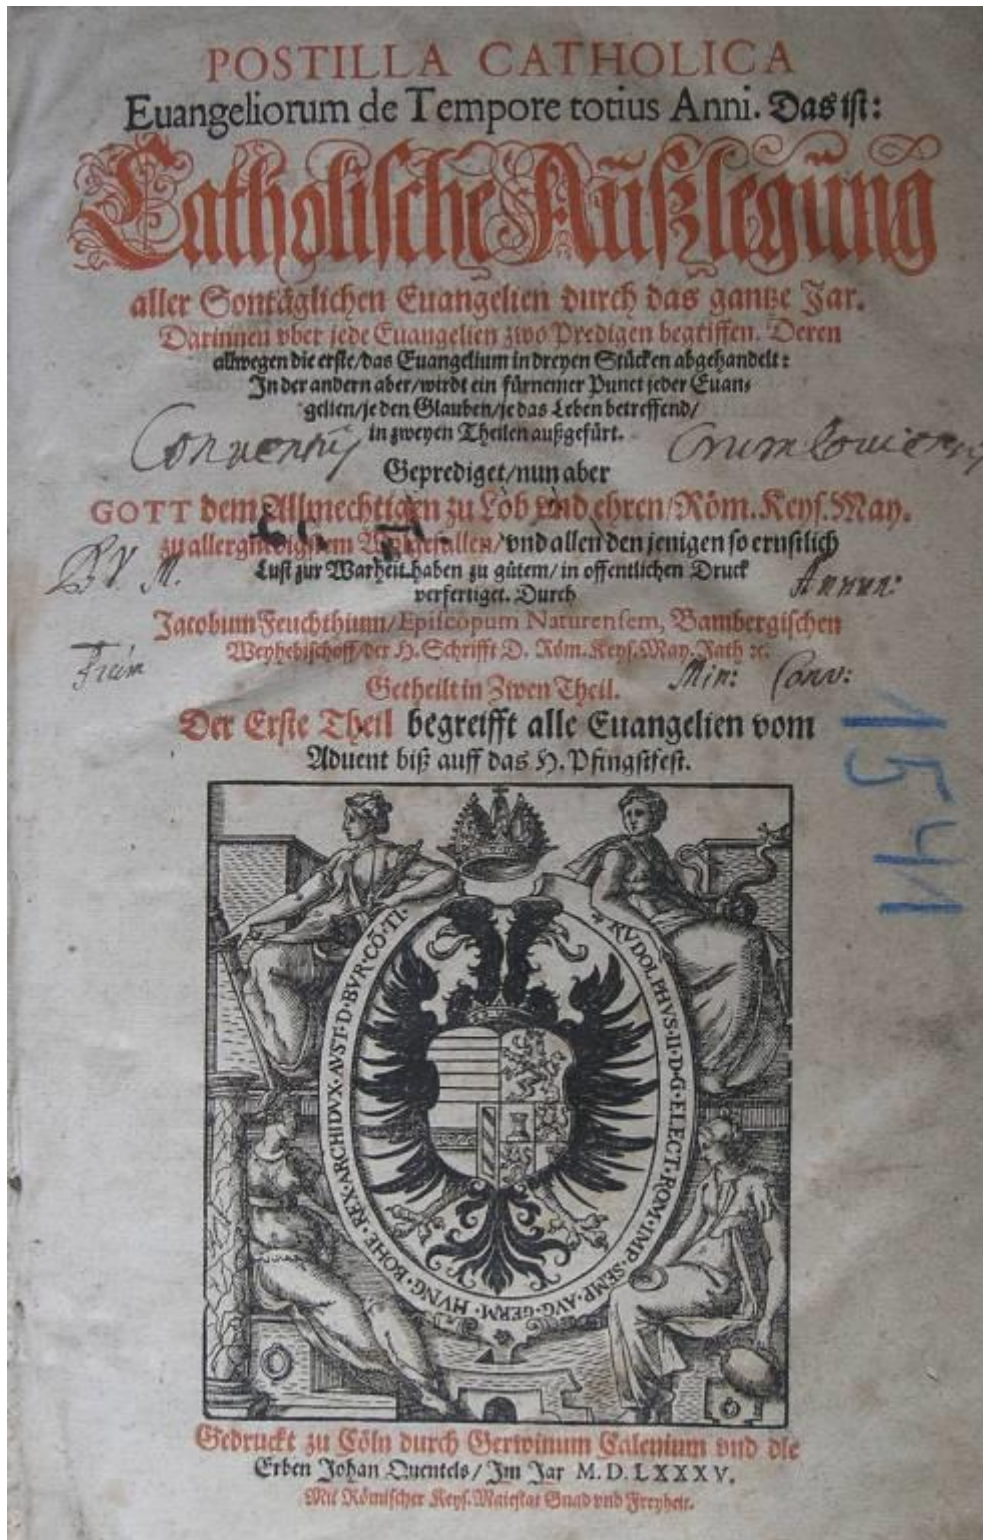 POSTILLA CATHOLICA
Euangeliorum de Tempore totius Anni. Das ist:
Catholische Außlegung
aller Sontäglichen Euangelien durch das gantze Jar.
Darinnen vber jede Euangelien zwo Predigen begriffen. Deren
allwegen die erste/das Euangelium in dreyen Stücken abgehandelt:
In der andern aber/wirdt ein fürnemer Punct jeder Euan-
gelien/je den Glauben/je das Leben betreffend/
in zweyen Theilen außgefürt.
Conventus
Geprediget/nun aber
GOTT dem Allmechtigen zu Lob vnd ehren/Röm. Keys. May.
zu allergnedigstem /vnd allen den jenigen so ernstlich
B V M.
Lust zur Warheit haben zu gütem/in offentlichen Druck
Annun:
verfertiget. Durch
Jacobum Feuchthium/Episcopum Naturensem, Bambergischen
Weyhebischoff/der H. Schrifft D. Röm. Keys. May. Rath ꝛc.
Min: Conv:
Getheilt in Zwen Theil.
Der Erste Theil begreifft alle Euangelien vom
Aduent biß auff das H. Pfingstfest.
1541
RVDOLPHVS·II·D·G·ELECT·ROM·IMP·SEMP·AVG·GERM·HVNG·BOHE·REX·ARCHIDVX·AVST·D·BVR·CO·TI·
Gedruckt zu Cöln durch Gerwinum Calenium vnd die
Erben Johan Quentels/Im Jar M.D.LXXXV.
Mit Römischer Keys. Maiestat Gnad vnd Freyheit.